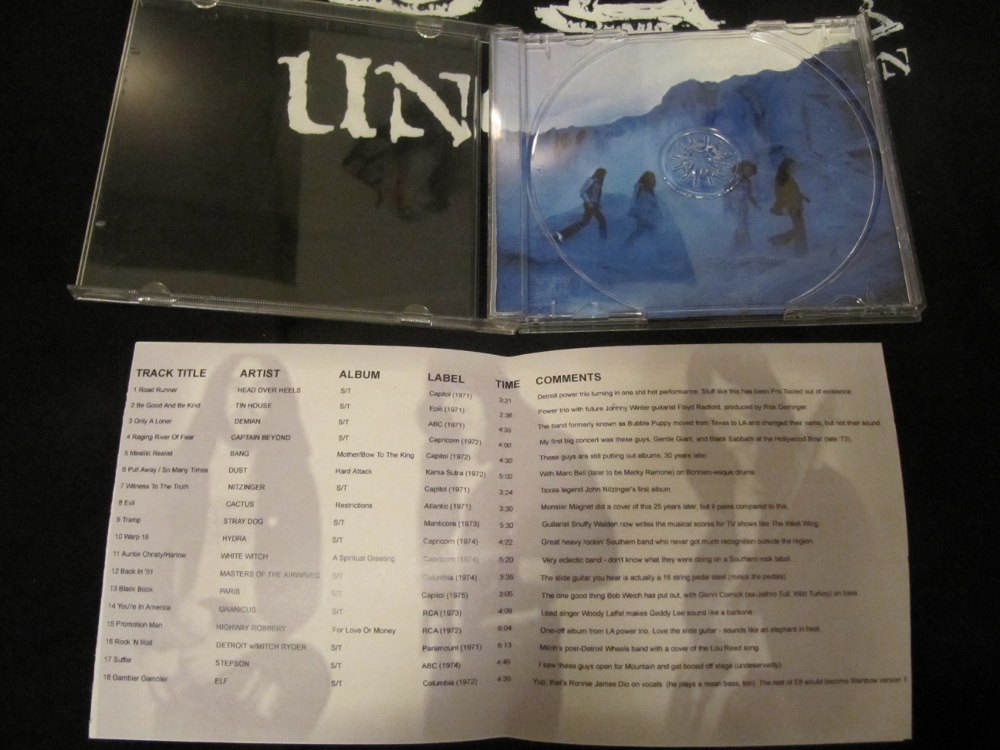 UN
TRACK TITLE ARTIST ALBUM LABEL TIME COMMENTS
1 Road Runner HEAD OVER HEELS S/T Capitol (1971) 3:21 Detroit power trio turning in one shit hot performance. Stuff like this has been Pro Tooled out of existence.
2 Be Good And Be Kind TIN HOUSE S/T Epic (1971) 2:36 Power trio with future Johnny Winter guitarist Floyd Radford, produced by Rick Derringer.
3 Only A Loner DEMIAN S/T ABC (1971) 4:35 The band formerly known as Bubble Puppy moved from Texas to LA and changed their name, but not their sound.
4 Raging River Of Fear CAPTAIN BEYOND S/T Capricorn (1972) 4:00 My first big concert was these guys, Gentle Giant, and Black Sabbath at the Hollywood Bowl (late '72).
5 Idealist Realist BANG Mother/Bow To The King Capitol (1972) 4:30 These guys are still putting out albums, 30 years later.
6 Pull Away / So Many Times DUST Hard Attack Kama Sutra (1972) 5:00 With Marc Bell (later to be Marky Ramone) on Bonham-esque drums.
7 Witness To The Truth NITZINGER S/T Capitol (1971) 3:24 Texas legend John Nitzinger's first album.
8 Evil CACTUS Restrictions Atlantic (1971) 3:30 Monster Magnet did a cover of this 25 years later, but it pales compared to this.
9 Tramp STRAY DOG S/T Manticore (1973) 5:30 Guitarist Snuffy Walden now writes the musical scores for TV shows like The West Wing.
10 Warp 16 HYDRA S/T Capricorn (1974) 4:22 Great heavy rockin' Southern band who never got much recognition outside the region.
11 Auntie Christy/Harlow WHITE WITCH A Spiritual Greeting Capricorn (1974) 5:20 Very eclectic band - don't know what they were doing on a Southern rock label.
12 Back In '51 MASTERS OF THE AIRWAVES S/T Columbia (1974) 3:35 The slide guitar you hear is actually a 16 string pedal steel (minus the pedals).
13 Black Book PARIS S/T Capitol (1975) 3:05 The one good thing Bob Welch has put out, with Glenn Cornick (ex-Jethro Tull, Wild Turkey) on bass
14 You're In America GRANICUS S/T RCA (1973) 4:09 Lead singer Woody Leffel makes Geddy Lee sound like a baritone.
15 Promotion Man HIGHWAY ROBBERY For Love Or Money RCA (1972) 6:04 One-off album from LA power trio. Love the slide guitar - sounds like an elephant in heat.
16 Rock 'N Roll DETROIT w/MITCH RYDER S/T Paramount (1971) 6:13 Mitch's post-Detroit Wheels band with a cover of the Lou Reed song.
17 Suffer STEPSON S/T ABC (1974) 4:46 I saw these guys open for Mountain and get booed off stage (undeservedly).
18 Gambler Gambler ELF S/T Columbia (1972) 4:30 Yup, that's Ronnie James Dio on vocals (he plays a mean bass, too). The rest of Elf would become Rainbow version 1